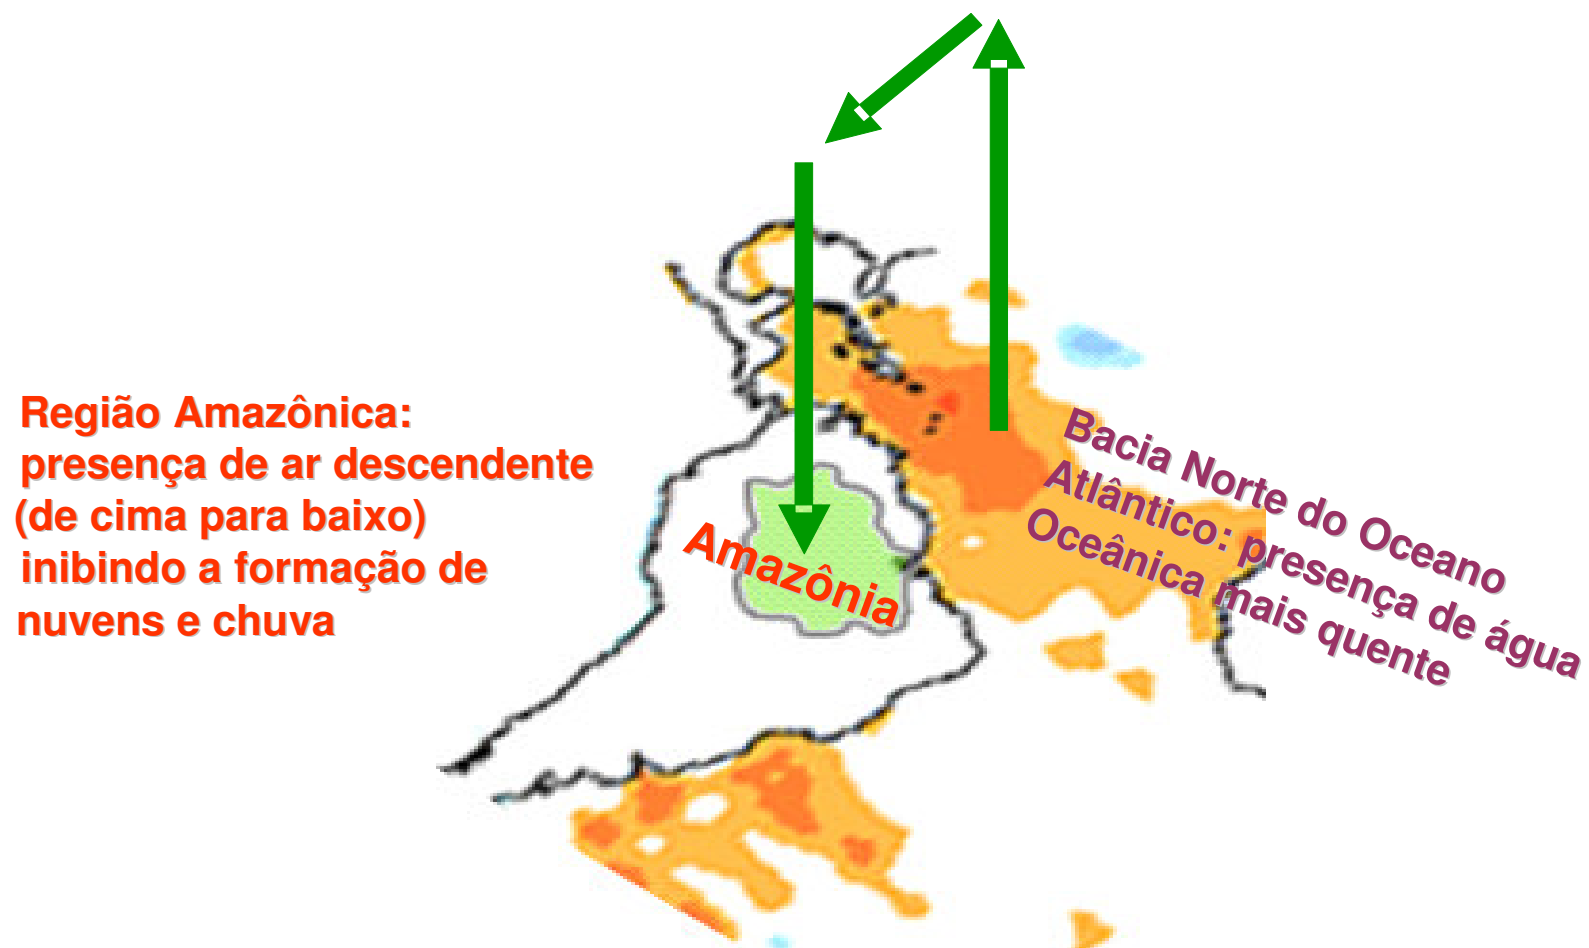 Região Amazônica:
presença de ar descendente
(de cima para baixo)
inibindo a formação de
nuvens e chuva
Amazônia
Bacia Norte do Oceano
Atlântico: presença de água
Oceânica mais quente